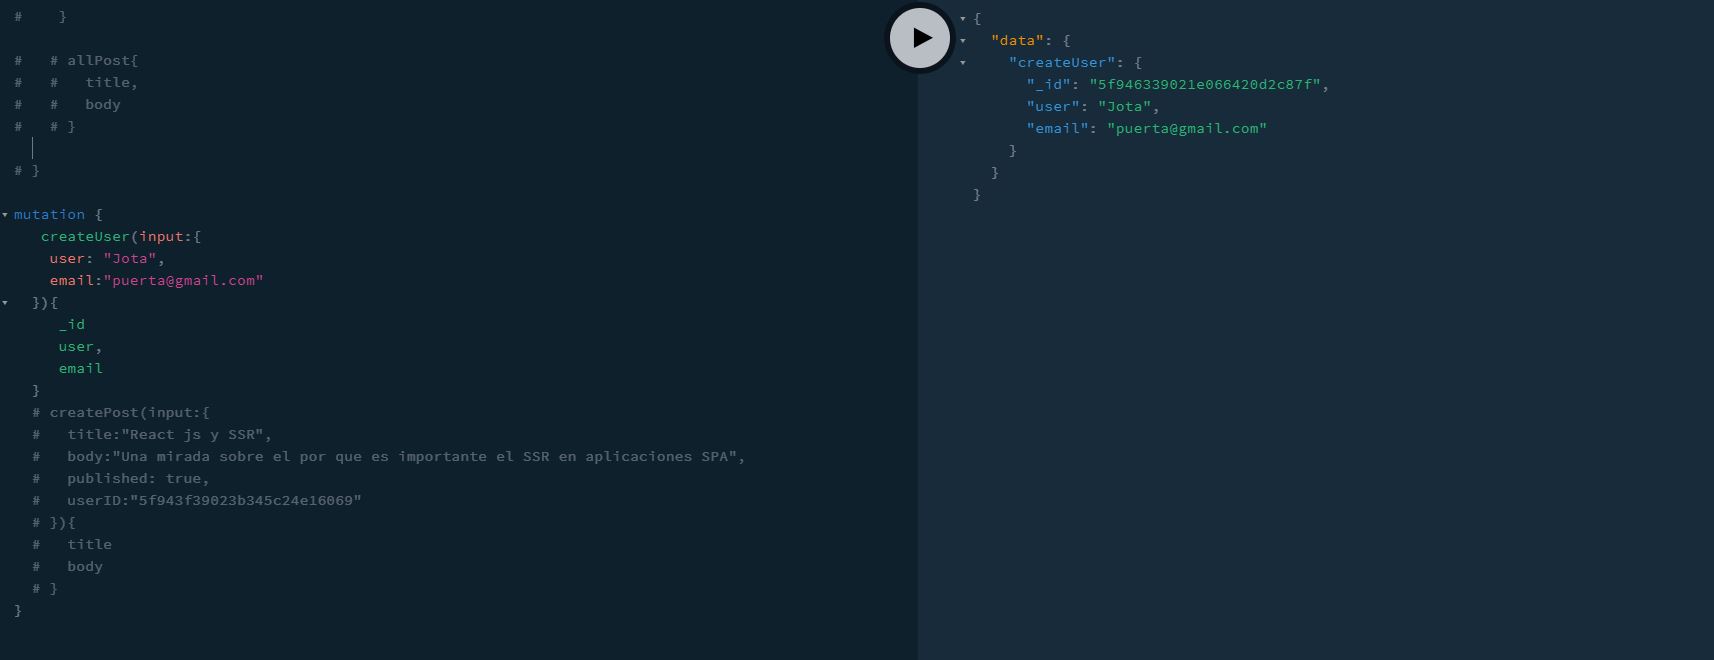 #    }
#   # allPost{
#   #   title,
#   #   body
#   # }
# }
mutation {
   createUser(input:{
    user: "Jota",
    email:"puerta@gmail.com"
  }){
     _id
     user,
     email
  }
  # createPost(input:{
  #   title:"React js y SSR",
  #   body:"Una mirada sobre el por que es importante el SSR en aplicaciones SPA",
  #   published: true,
  #   userID:"5f943f39023b345c24e16069"
  # }){
  #   title
  #   body
  # }
}
{
  "data": {
    "createUser": {
      "_id": "5f946339021e066420d2c87f",
      "user": "Jota",
      "email": "puerta@gmail.com"
    }
  }
}